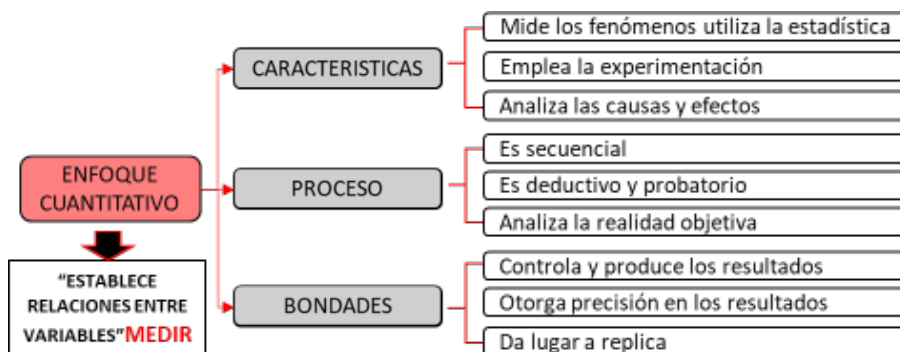 Mide los fenómenos utiliza la estadística
CARACTERISTICAS
Emplea la experimentación
Analiza las causas y efectos
ENFOQUE
CUANTITATIVO
Es secuencial
PROCESO
Es deductivo y probatorio
Analiza la realidad objetiva
"ESTABLECE
RELACIONES ENTRE
VARIABLES"MEDIR
Controla y produce los resultados
BONDADES
Otorga precisión en los resultados
Da lugar a replica